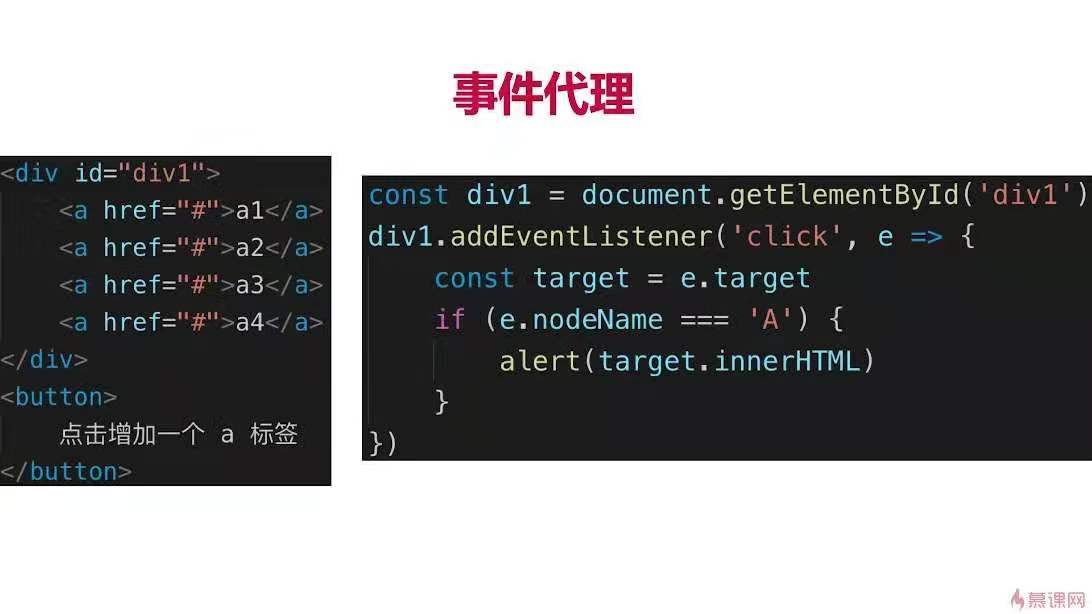 事件代理
<div id="div1">
    <a href="#">a1</a>
    <a href="#">a2</a>
    <a href="#">a3</a>
    <a href="#">a4</a>
</div>
<button>
    点击增加一个 a 标签
</button>
const div1 = document.getElementById('div1')
div1.addEventListener('click', e => {
    const target = e.target
    if (e.nodeName === 'A') {
        alert(target.innerHTML)
    }
})
慕课网